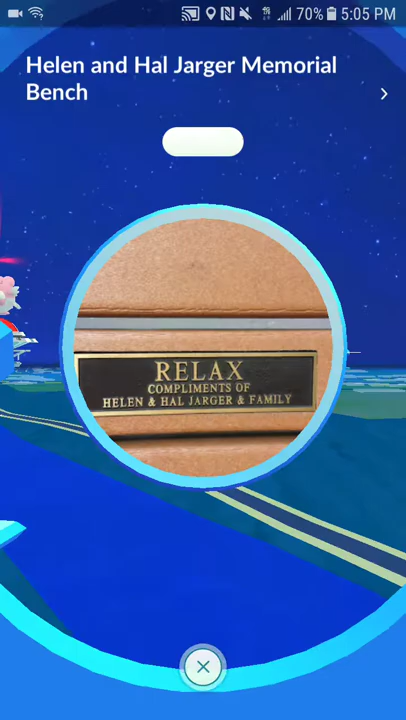 70% 5:05 PM
Helen and Hal Jarger Memorial
Bench
RELAX
COMPLIMENTS OF
HELEN & HAL JARGER & FAMILY